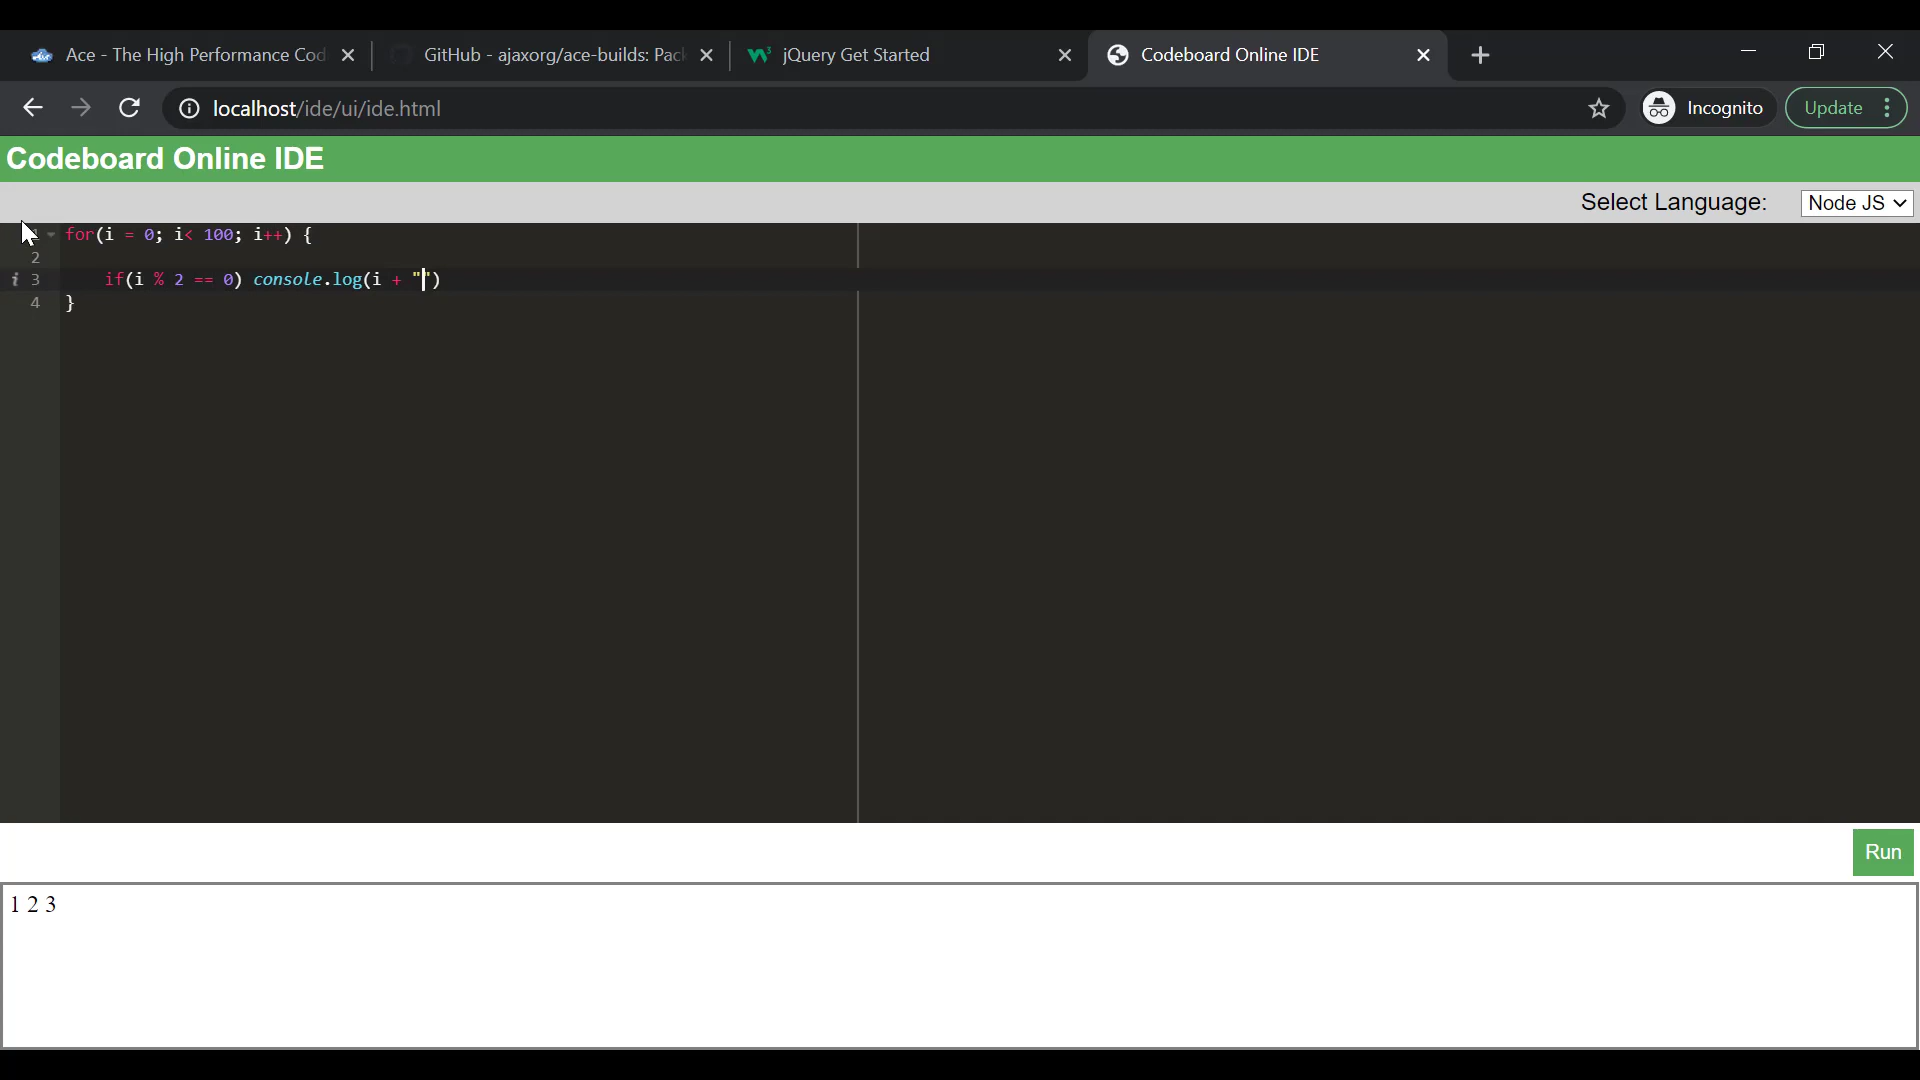 Ace - The High Performance Cod
GitHub - ajaxorg/ace-builds: Pack
jQuery Get Started
Codeboard Online IDE
localhost/ide/ui/ide.html
Incognito
Update
Codeboard Online IDE
Select Language:
Node JS
for(i = 0; i< 100; i++) {
2
i 3 if(i % 2 == 0) console.log(i + "")
4 }
Run
1 2 3